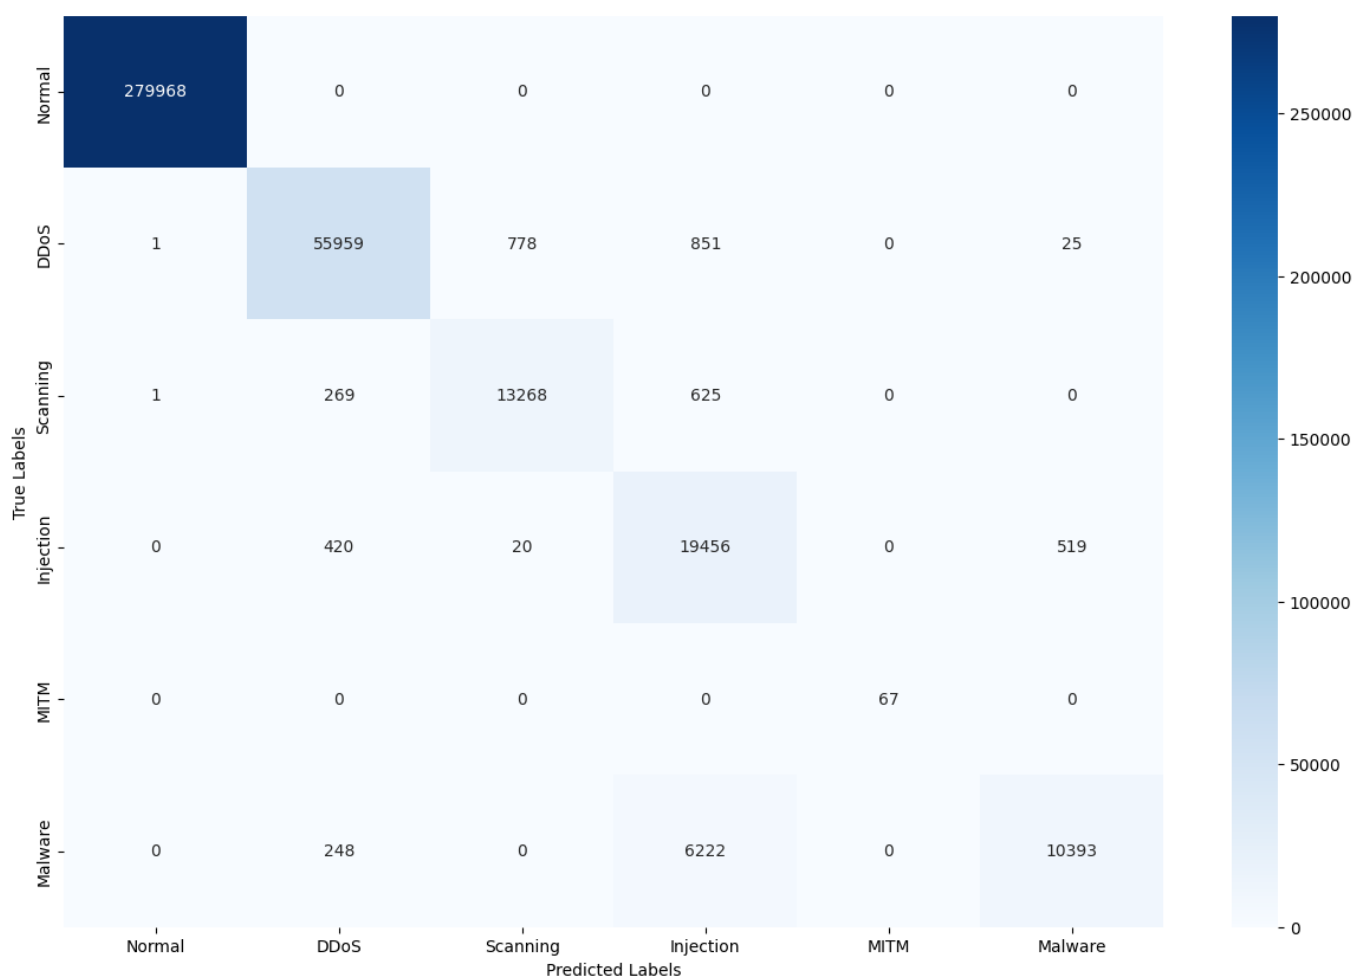 Normal 279968 0 0 0 0 0
DDoS 1 55959 778 851 0 25
Scanning 1 269 13268 625 0 0
Injection 0 420 20 19456 0 519
MITM 0 0 0 0 67 0
Malware 0 248 0 6222 0 10393
True Labels
Normal DDoS Scanning Injection MITM Malware
Predicted Labels
250000
200000
150000
100000
50000
0